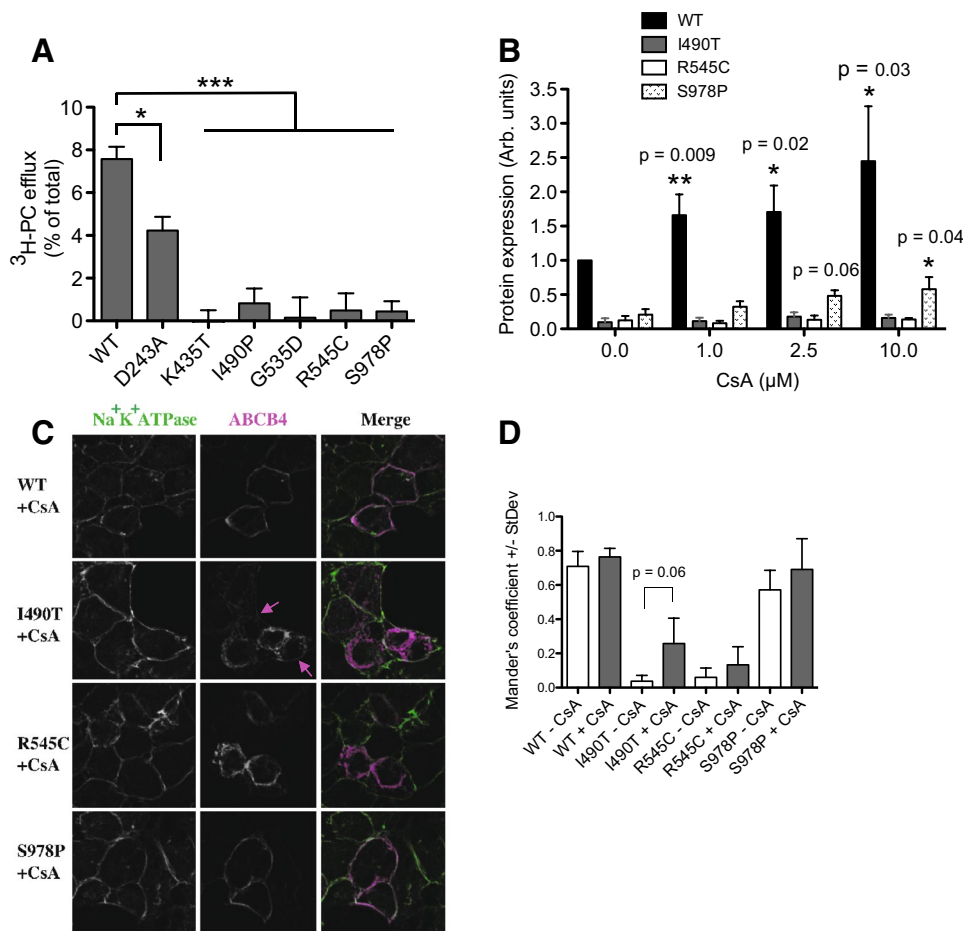 A
***
*
10
8
6
4
2
0
³H-PC efflux
(% of total)
WT
D243A
K435T
I490P
G535D
R545C
S978P
B
WT
I490T
R545C
S978P
p = 0.03
*
p = 0.02
*
p = 0.009
**
p = 0.04
*
p = 0.06
3.5
3.0
2.5
2.0
1.5
1.0
0.5
0.0
Protein expression (Arb. units)
0.0 1.0 2.5 10.0
CsA (µM)
C
Na⁺K⁺ATPase ABCB4 Merge
WT
+CsA
I490T
+CsA
R545C
+CsA
S978P
+CsA
D
Mander's coefficient +/- StDev
1.0
0.8
0.6
0.4
0.2
0.0
p = 0.06
WT - CsA
WT + CsA
I490T - CsA
I490T + CsA
R545C - CsA
R545C + CsA
S978P - CsA
S978P + CsA